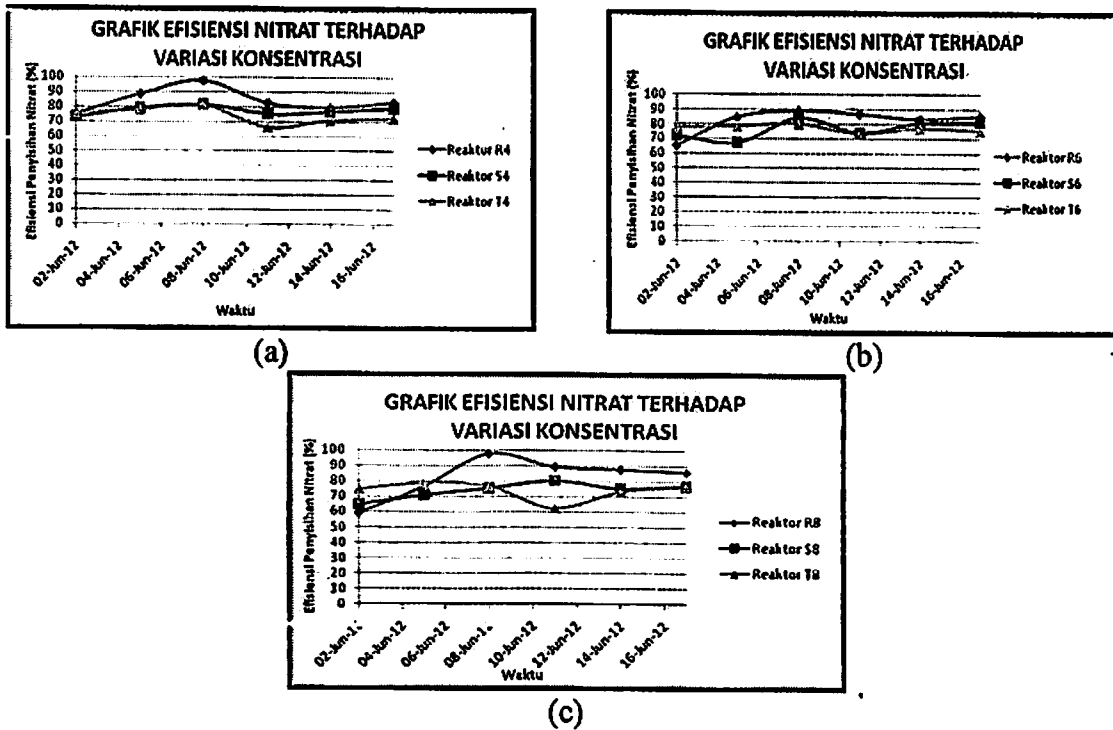 GRAFIK EFISIENSI NITRAT TERHADAP
VARIASI KONSENTRASI
Efisiensi Penyisihan Nitrat (%)
100
90
80
70
60
50
40
30
20
10
0
02-Jun-12
04-Jun-12
06-Jun-12
08-Jun-12
10-Jun-12
12-Jun-12
14-Jun-12
16-Jun-12
Waktu
Reaktor R4
Reaktor S4
Reaktor T4
(a)
GRAFIK EFISIENSI NITRAT TERHADAP
VARIASI KONSENTRASI
Efisiensi Penyisihan Nitrat (%)
100
90
80
70
60
50
40
30
20
10
0
02-Jun-12
04-Jun-12
06-Jun-12
08-Jun-12
10-Jun-12
12-Jun-12
14-Jun-12
16-Jun-12
Waktu
Reaktor R6
Reaktor S6
Reaktor T6
(b)
GRAFIK EFISIENSI NITRAT TERHADAP
VARIASI KONSENTRASI
Efisiensi Penyisihan Nitrat (%)
100
90
80
70
60
50
40
30
20
10
0
04-Jun-12
06-Jun-12
10-Jun-12
12-Jun-12
14-Jun-12
16-Jun-12
Waktu
Reaktor R8
Reaktor S8
Reaktor T8
(c)